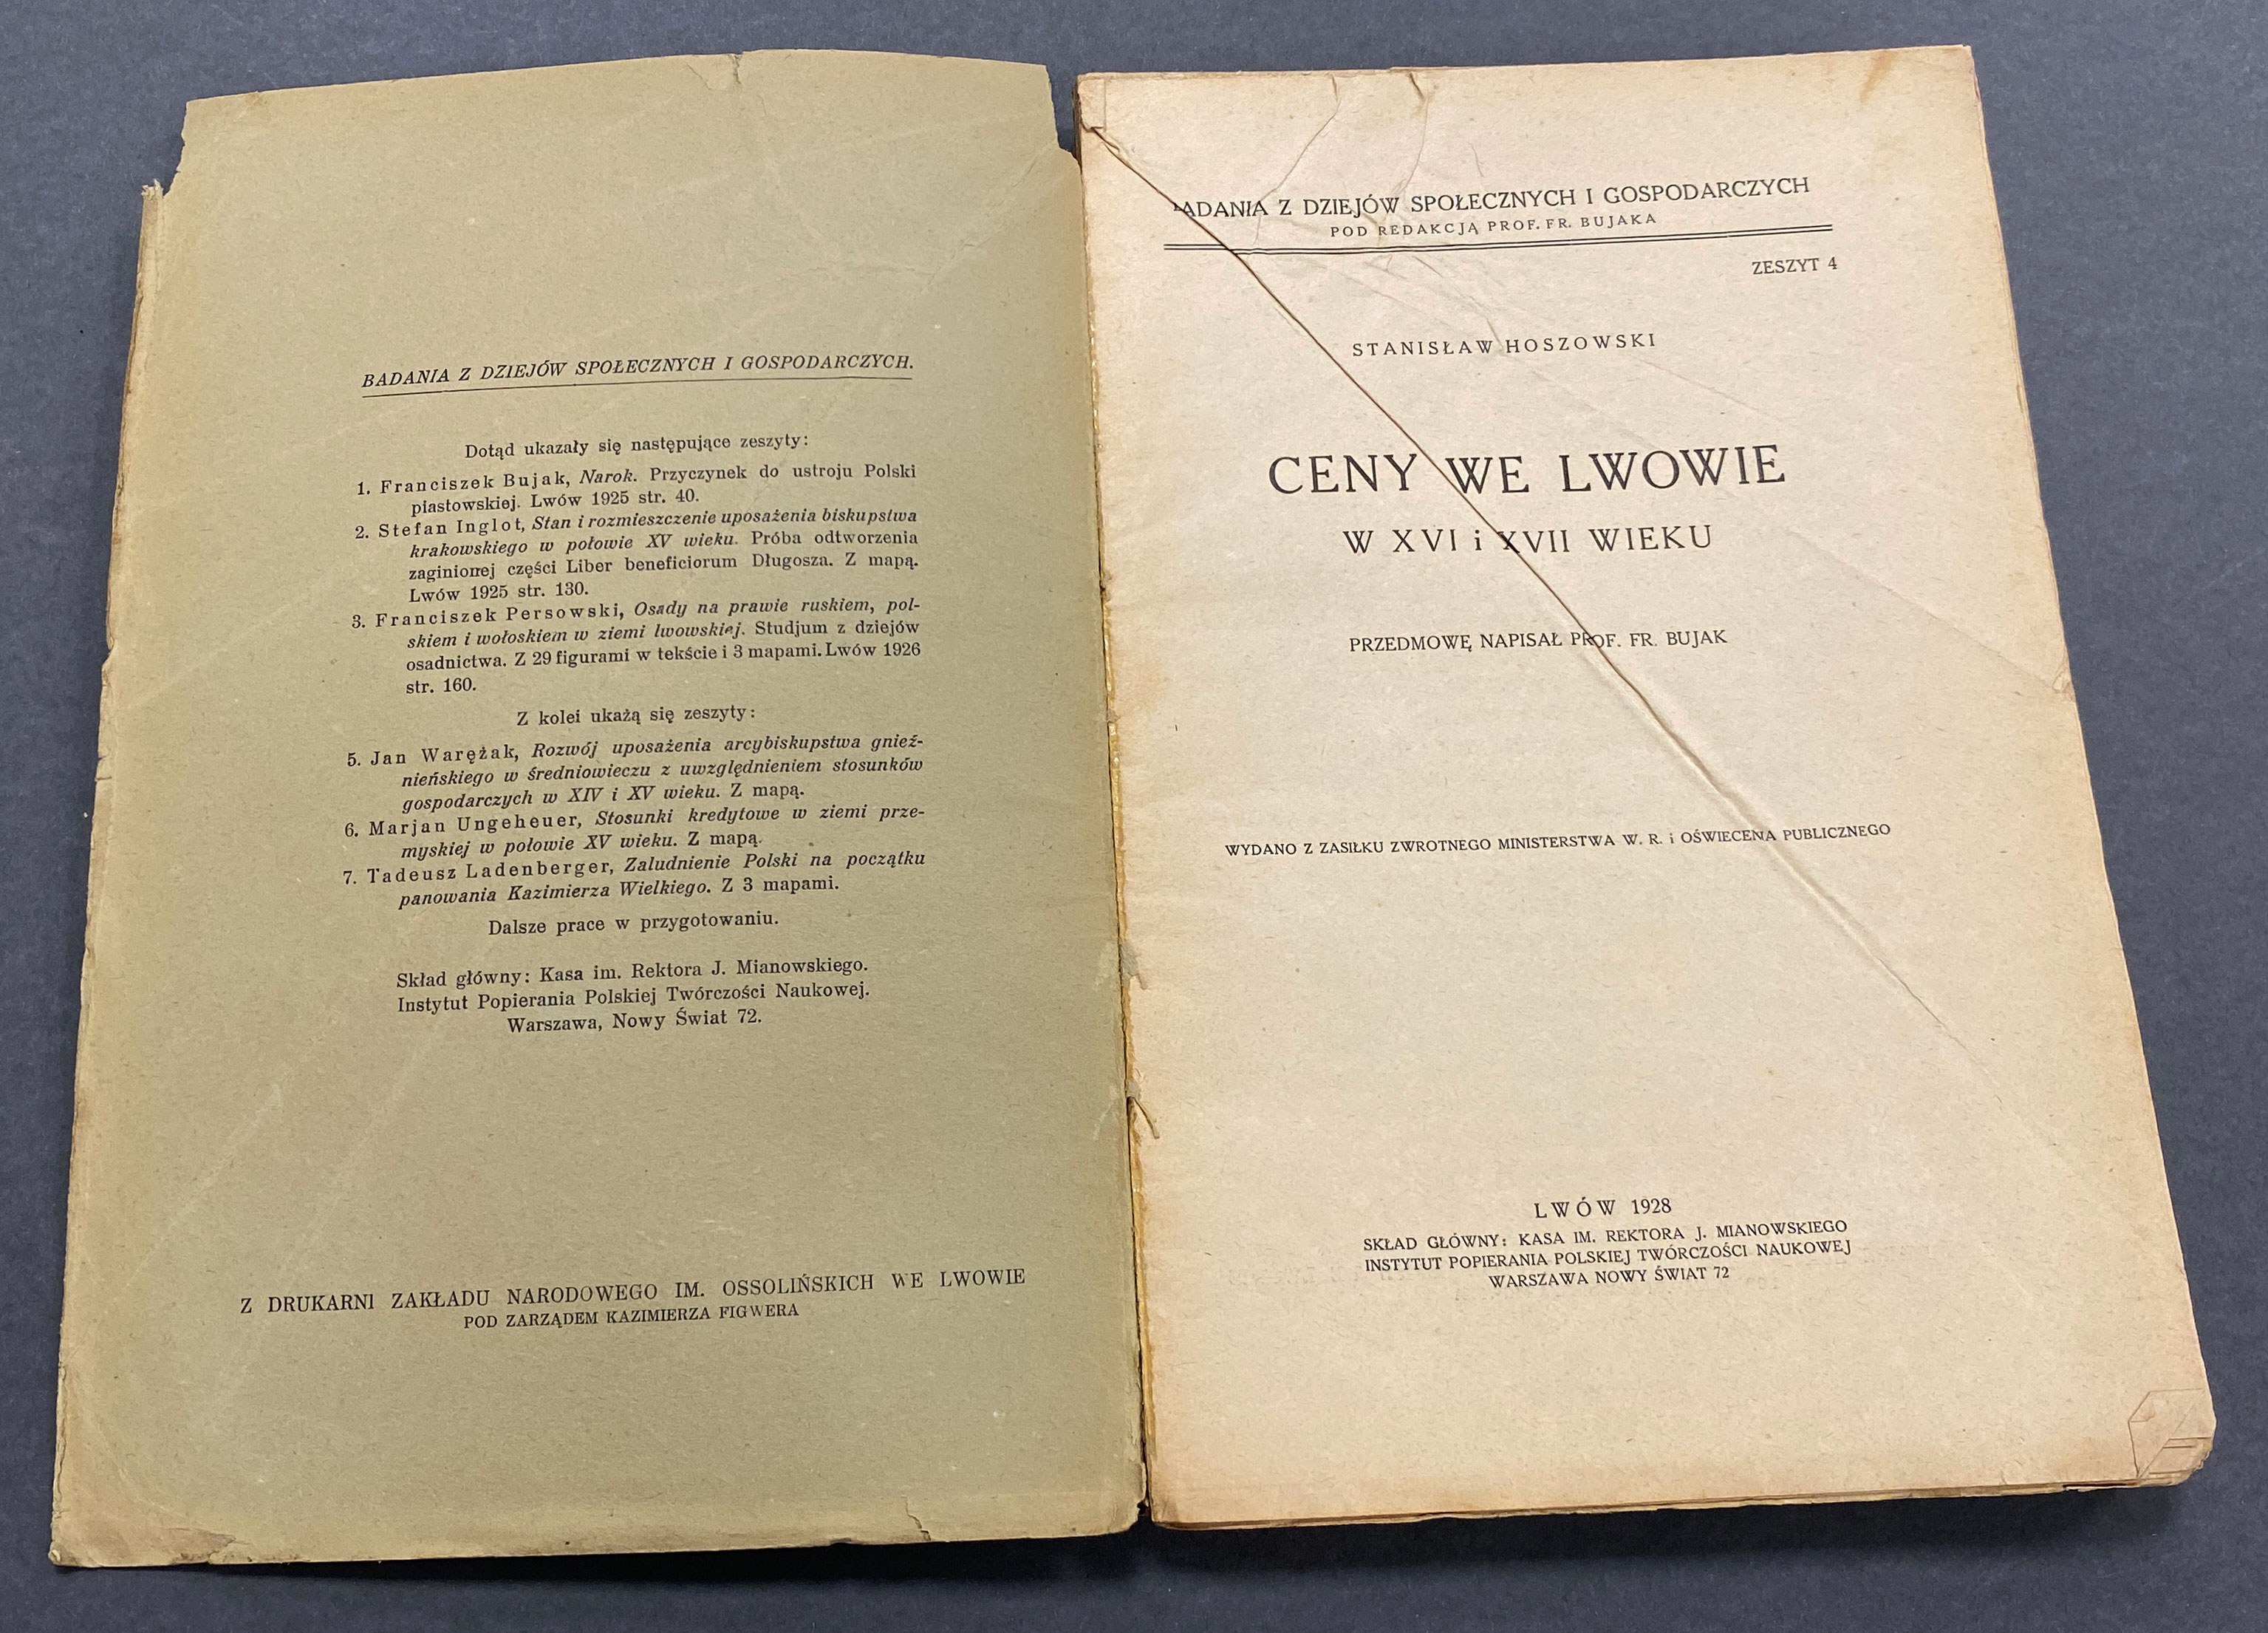 BADANIA Z DZIEJÓW SPOŁECZNYCH I GOSPODARCZYCH.
Dotąd ukazały się następujące zeszyty:
1. Franciszek Bujak, Narok. Przyczynek do ustroju Polski
piastowskiej. Lwów 1925 str. 40.
2. Stefan Inglot, Stan i rozmieszczenie uposażenia biskupstwa
krakowskiego w połowie XV wieku. Próba odtworzenia
zaginionej części Liber beneficiorum Długosza. Z mapą.
Lwów 1925 str. 130.
3. Franciszek Persowski, Osady na prawie ruskiem, pol-
skiem i wołoskiem w ziemi lwowskiej. Studjum z dziejów
osadnictwa. Z 29 figurami w tekście i 3 mapami. Lwów 1926
str. 160.
Z kolei ukażą się zeszyty:
5. Jan Warężak, Rozwój uposażenia arcybiskupstwa gnieź-
nieńskiego w średniowieczu z uwzględnieniem stosunków
gospodarczych w XIV i XV wieku. Z mapą.
6. Marjan Ungeheuer, Stosunki kredytowe w ziemi prze-
myskiej w połowie XV wieku. Z mapą.
7. Tadeusz Ladenberger, Zaludnienie Polski na początku
panowania Kazimierza Wielkiego. Z 3 mapami.
Dalsze prace w przygotowaniu.
Skład główny: Kasa im. Rektora J. Mianowskiego.
Instytut Popierania Polskiej Twórczości Naukowej.
Warszawa, Nowy Świat 72.
Z DRUKARNI ZAKŁADU NARODOWEGO IM. OSSOLIŃSKICH WE LWOWIE
POD ZARZĄDEM KAZIMIERZA FIGWERA
BADANIA Z DZIEJÓW SPOŁECZNYCH I GOSPODARCZYCH
POD REDAKCJĄ PROF. FR. BUJAKA
ZESZYT 4
STANISŁAW HOSZOWSKI
CENY WE LWOWIE
W XVI i XVII WIEKU
PRZEDMOWĘ NAPISAŁ PROF. FR. BUJAK
WYDANO Z ZASIŁKU ZWROTNEGO MINISTERSTWA W. R. i OŚWIECENA PUBLICZNEGO
LWÓW 1928
SKŁAD GŁÓWNY: KASA IM. REKTORA J. MIANOWSKIEGO
INSTYTUT POPIERANIA POLSKIEJ TWÓRCZOŚCI NAUKOWEJ
WARSZAWA NOWY ŚWIAT 72